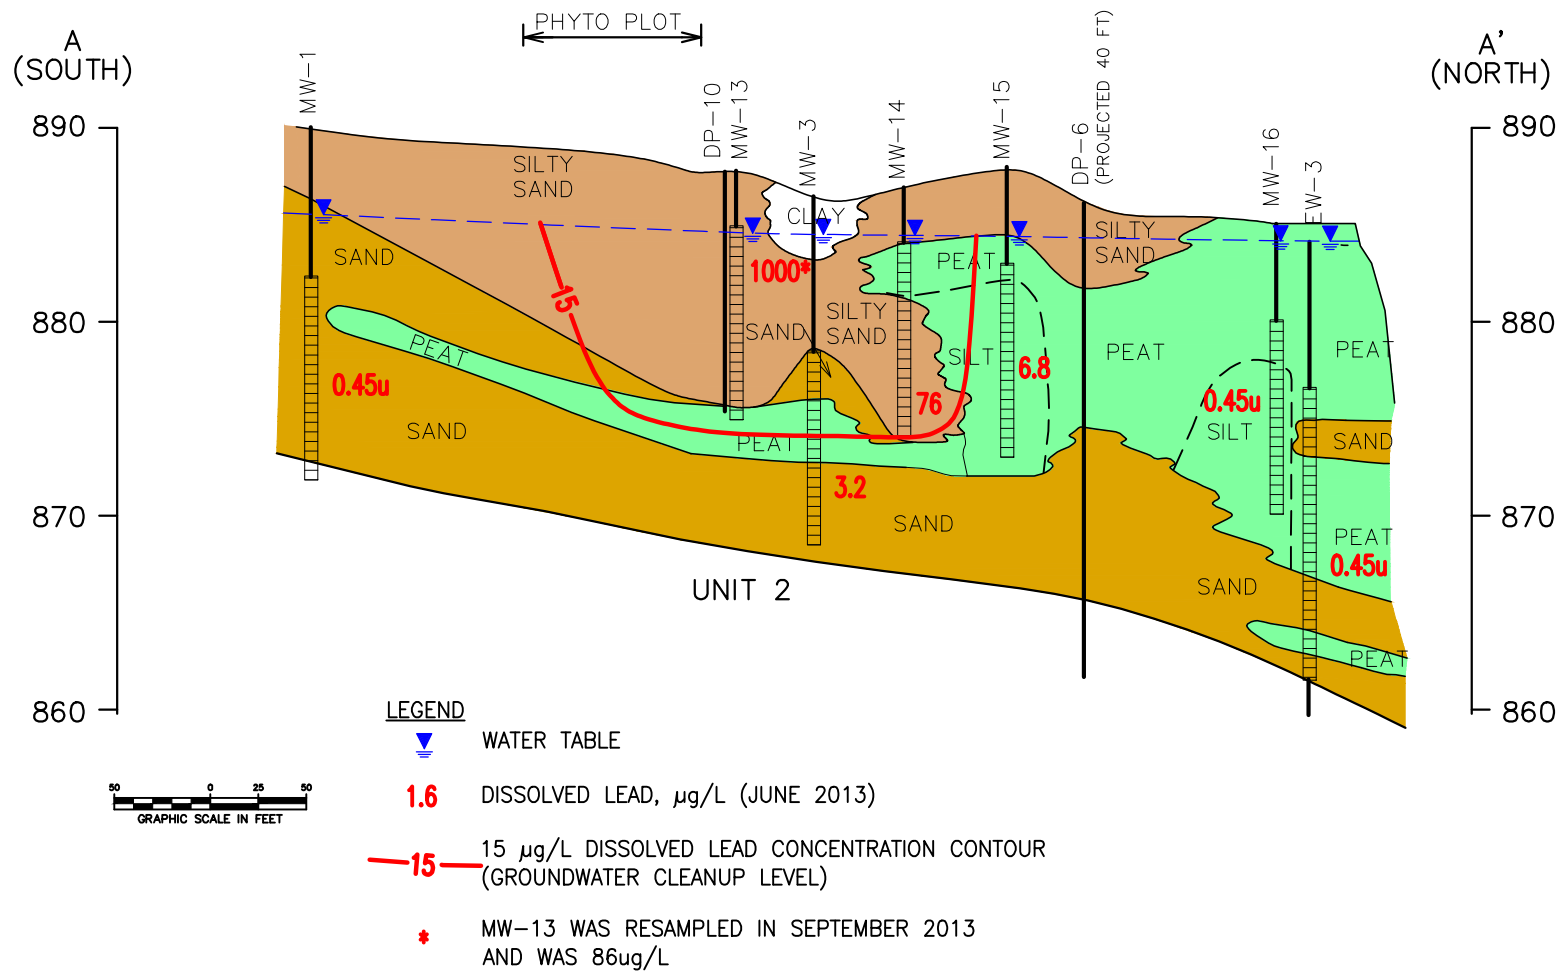 PHYTO PLOT
A
(SOUTH)
A'
(NORTH)
MW-1
DP-10
MW-13
MW-3
MW-14
MW-15
DP-6
(PROJECTED 40 FT)
MW-16
EW-3
890
890
880
880
870
870
860
860
SILTY
SAND
CLAY
SILTY
SAND
SAND
1000*
PEAT
15
SAND
SILTY
SAND
PEAT
SILT
PEAT
PEAT
0.45u
6.8
76
0.45u
SAND
PEAT
SILT
SAND
3.2
SAND
PEAT
0.45u
SAND
UNIT 2
PEAT
LEGEND
WATER TABLE
1.6
DISSOLVED LEAD, µg/L (JUNE 2013)
15
15 µg/L DISSOLVED LEAD CONCENTRATION CONTOUR
(GROUNDWATER CLEANUP LEVEL)
*
MW-13 WAS RESAMPLED IN SEPTEMBER 2013
AND WAS 86ug/L
50 0 25 50
GRAPHIC SCALE IN FEET